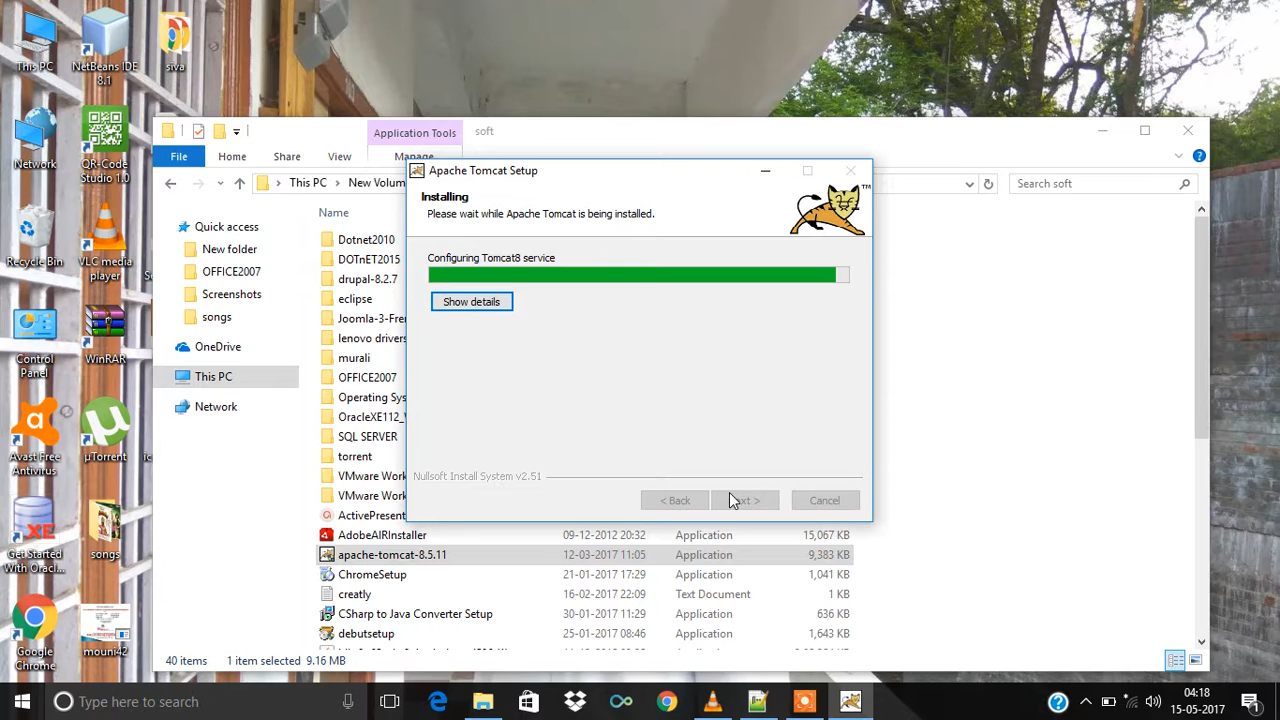 This PC
NetBeans IDE
8.1
siva
Network
QR-Code
Studio 1.0
Recycle Bin
VLC media
player
Control
Panel
WinRAR
Avast Free
Antivirus
µTorrent
Get Started
With Oracl...
songs
Google
Chrome
mouni42
Application Tools
soft
File
Home
Share
View
Manage
This PC
New Volum
Search soft
Quick access
New folder
OFFICE2007
Screenshots
songs
OneDrive
This PC
Network
Name
Dotnet2010
DOTnET2015
drupal-8.2.7
eclipse
Joomla-3-Fre
lenovo drivers
murali
OFFICE2007
Operating Sys
OracleXE112_
SQL SERVER
torrent
VMware Work
VMware Work
ActivePresent
AdobeAIRInstaller 09-12-2012 20:32 Application 15,067 KB
apache-tomcat-8.5.11 12-03-2017 11:05 Application 9,383 KB
ChromeSetup 21-01-2017 17:29 Application 1,041 KB
creatly 16-02-2017 22:09 Text Document 1 KB
CSharp to Java Converter Setup 30-01-2017 11:29 Application 636 KB
debutsetup 25-01-2017 08:46 Application 1,643 KB
40 items 1 item selected 9.16 MB
Apache Tomcat Setup
Installing
Please wait while Apache Tomcat is being installed.
TM
Configuring Tomcat8 service
Show details
Nullsoft Install System v2.51
< Back
Cancel
Type here to search
04:18
15-05-2017
1